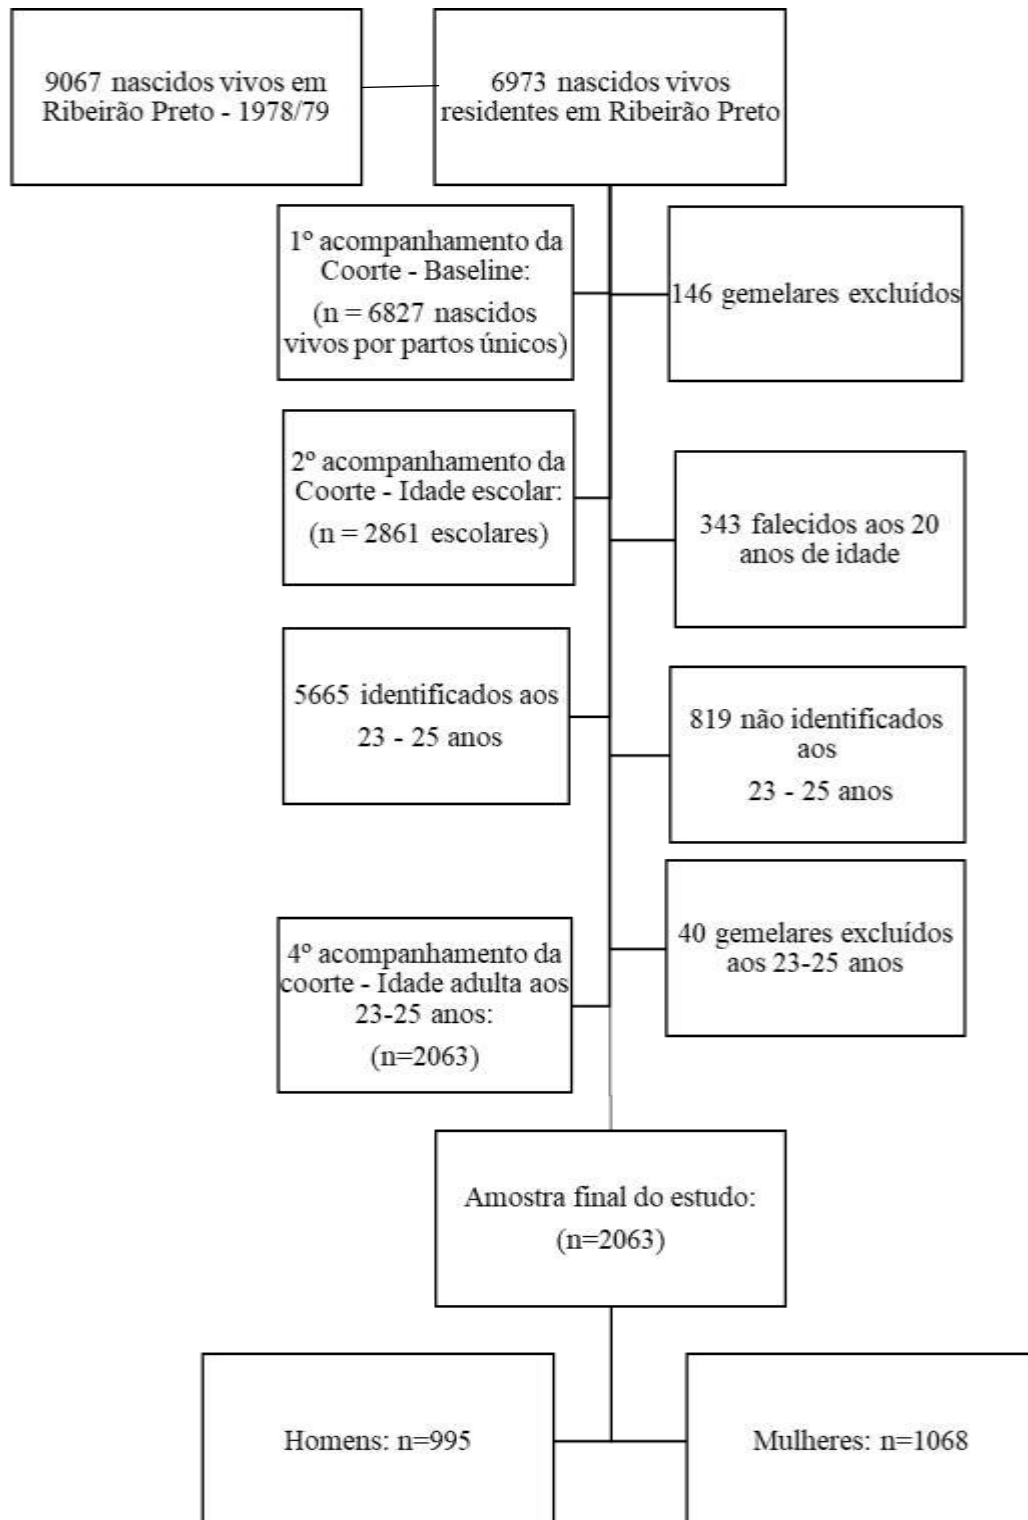 9067 nascidos vivos em
Ribeirão Preto - 1978/79
6973 nascidos vivos
residentes em Ribeirão Preto
1º acompanhamento da
Coorte - Baseline:
(n = 6827 nascidos
vivos por partos únicos)
146 gemelares excluídos
2º acompanhamento da
Coorte - Idade escolar:
(n = 2861 escolares)
343 falecidos aos 20
anos de idade
5665 identificados aos
23 - 25 anos
819 não identificados
aos
23 - 25 anos
40 gemelares excluídos
aos 23-25 anos
4º acompanhamento da
coorte - Idade adulta aos
23-25 anos:
(n=2063)
Amostra final do estudo:
(n=2063)
Homens: n=995
Mulheres: n=1068